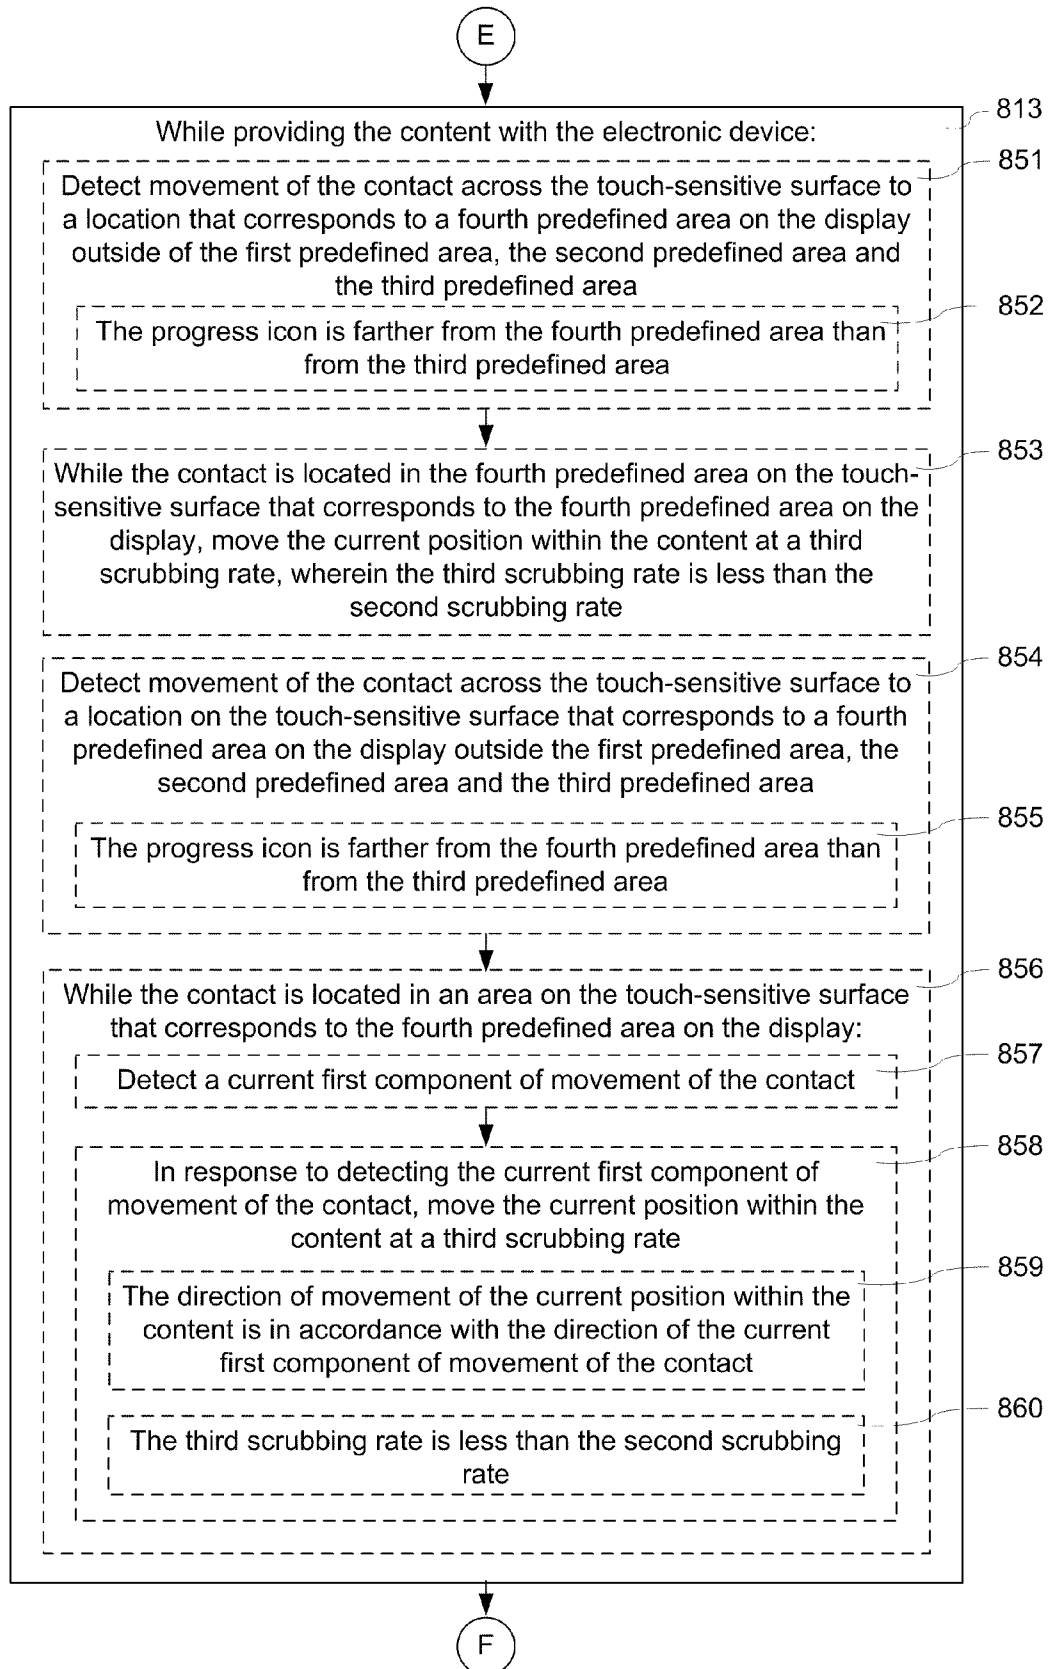 E
813
While providing the content with the electronic device:
851
Detect movement of the contact across the touch-sensitive surface to
a location that corresponds to a fourth predefined area on the display
outside of the first predefined area, the second predefined area and
the third predefined area
852
The progress icon is farther from the fourth predefined area than
from the third predefined area
853
While the contact is located in the fourth predefined area on the touch-
sensitive surface that corresponds to the fourth predefined area on the
display, move the current position within the content at a third
scrubbing rate, wherein the third scrubbing rate is less than the
second scrubbing rate
854
Detect movement of the contact across the touch-sensitive surface to
a location on the touch-sensitive surface that corresponds to a fourth
predefined area on the display outside the first predefined area, the
second predefined area and the third predefined area
855
The progress icon is farther from the fourth predefined area than
from the third predefined area
856
While the contact is located in an area on the touch-sensitive surface
that corresponds to the fourth predefined area on the display:
857
Detect a current first component of movement of the contact
858
In response to detecting the current first component of
movement of the contact, move the current position within the
content at a third scrubbing rate
859
The direction of movement of the current position within the
content is in accordance with the direction of the current
first component of movement of the contact
860
The third scrubbing rate is less than the second scrubbing
rate
F